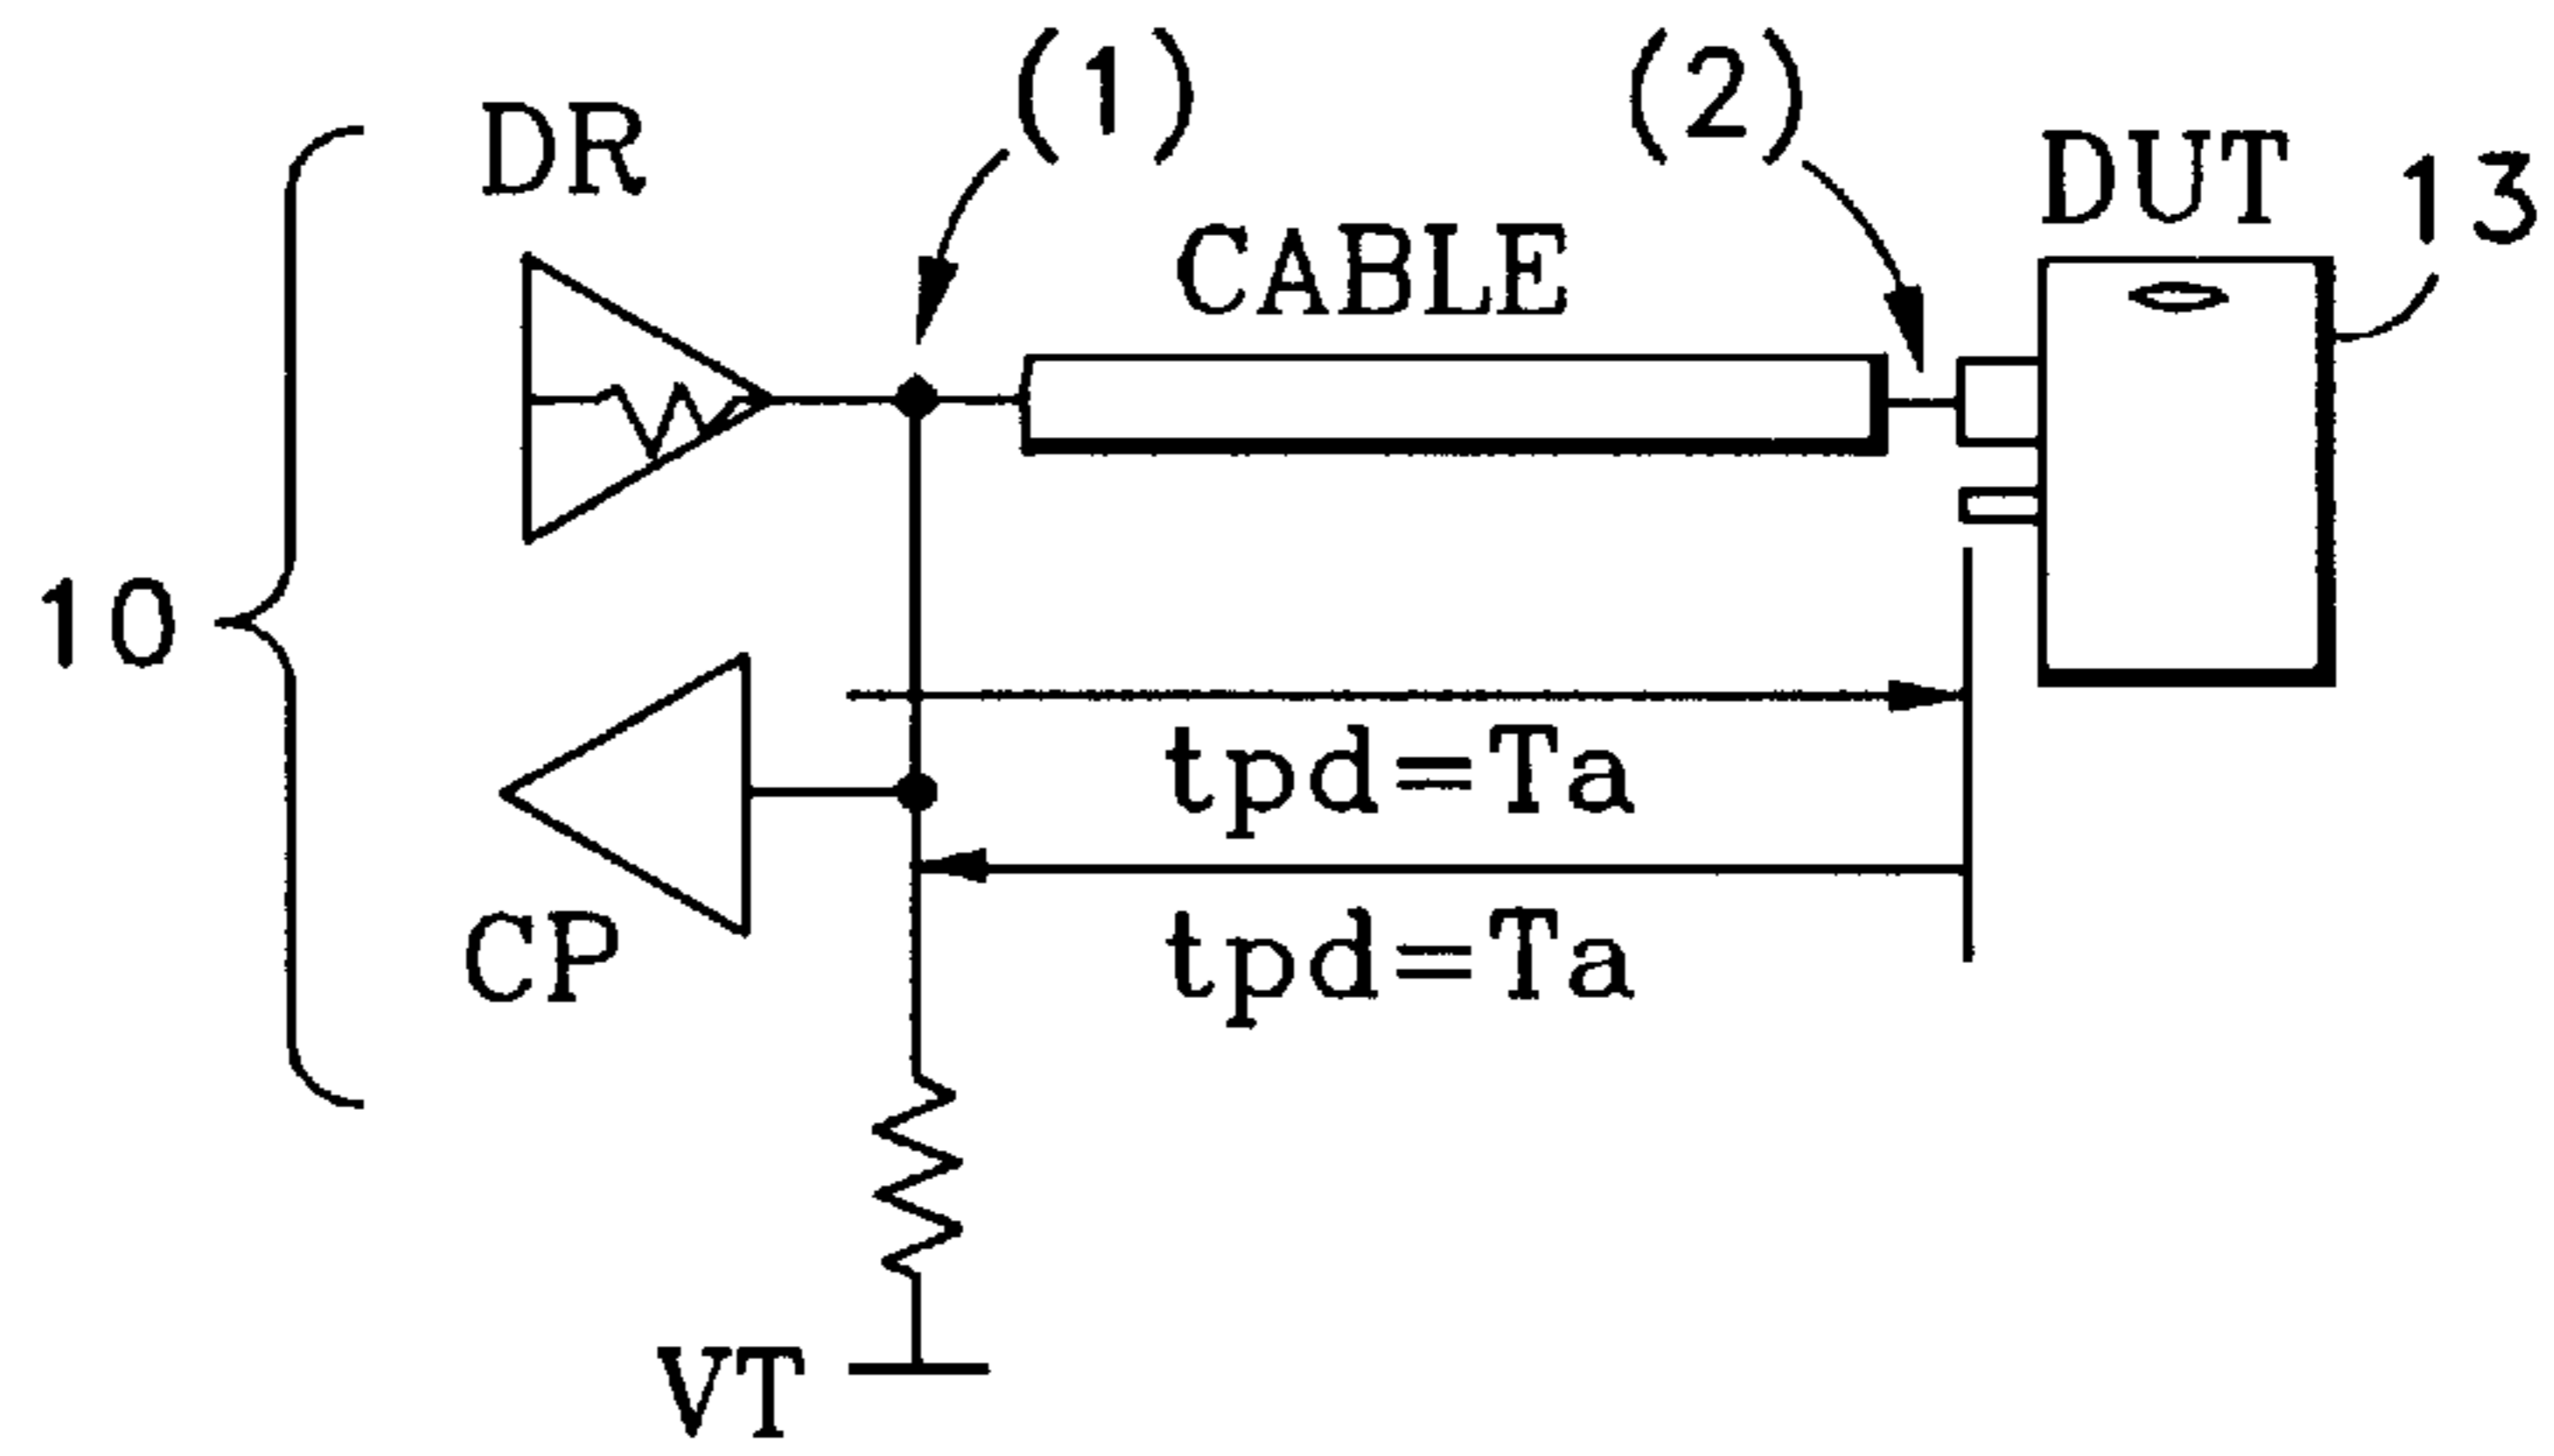 (1)
(2)
DR
DUT
13
CABLE
10
tpd=Ta
CP
tpd=Ta
VT